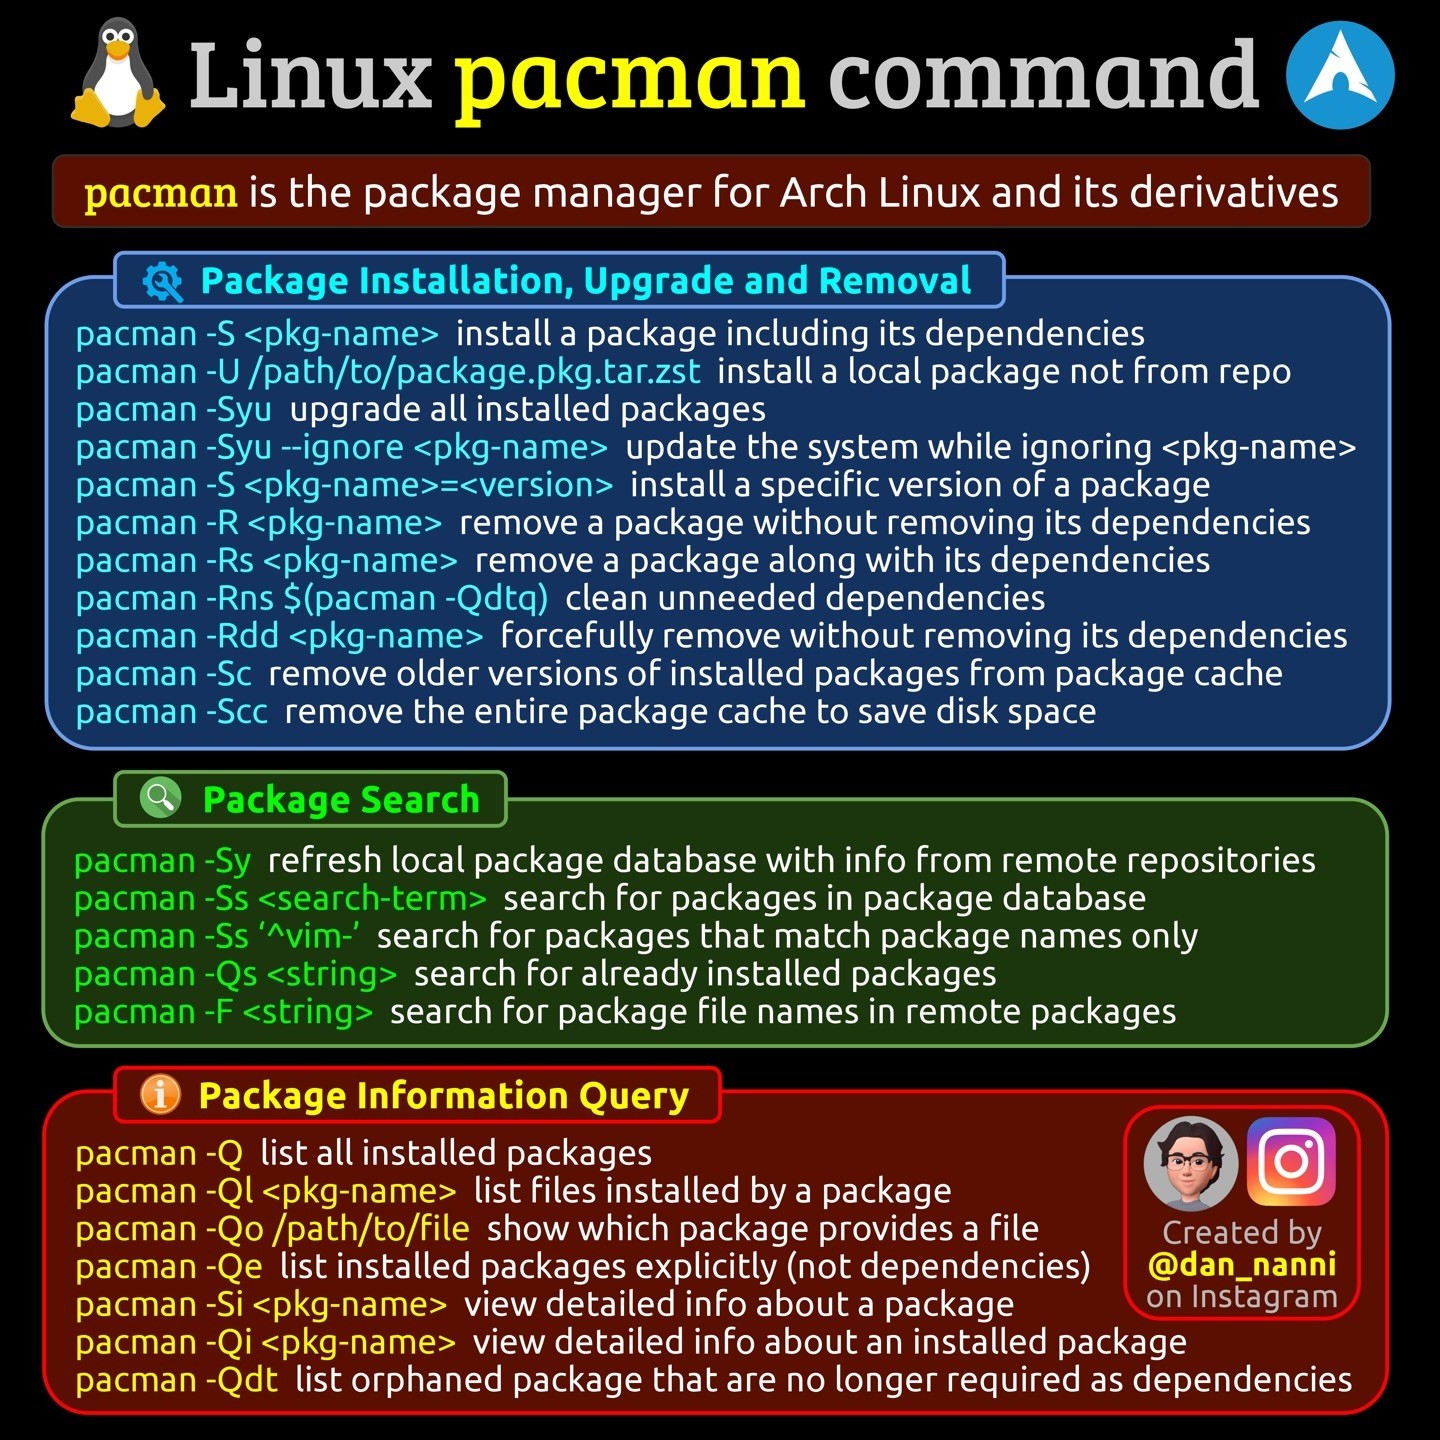 Linux pacman command
pacman is the package manager for Arch Linux and its derivatives
Package Installation, Upgrade and Removal
pacman -S <pkg-name> install a package including its dependencies
pacman -U /path/to/package.pkg.tar.zst install a local package not from repo
pacman -Syu upgrade all installed packages
pacman -Syu --ignore <pkg-name> update the system while ignoring <pkg-name>
pacman -S <pkg-name>=<version> install a specific version of a package
pacman -R <pkg-name> remove a package without removing its dependencies
pacman -Rs <pkg-name> remove a package along with its dependencies
pacman -Rns $(pacman -Qdtq) clean unneeded dependencies
pacman -Rdd <pkg-name> forcefully remove without removing its dependencies
pacman -Sc remove older versions of installed packages from package cache
pacman -Scc remove the entire package cache to save disk space
Package Search
pacman -Sy refresh local package database with info from remote repositories
pacman -Ss <search-term> search for packages in package database
pacman -Ss ‘^vim-’ search for packages that match package names only
pacman -Qs <string> search for already installed packages
pacman -F <string> search for package file names in remote packages
Package Information Query
pacman -Q list all installed packages
pacman -Ql <pkg-name> list files installed by a package
pacman -Qo /path/to/file show which package provides a file
pacman -Qe list installed packages explicitly (not dependencies)
pacman -Si <pkg-name> view detailed info about a package
pacman -Qi <pkg-name> view detailed info about an installed package
pacman -Qdt list orphaned package that are no longer required as dependencies
Created by
@dan_nanni
on Instagram